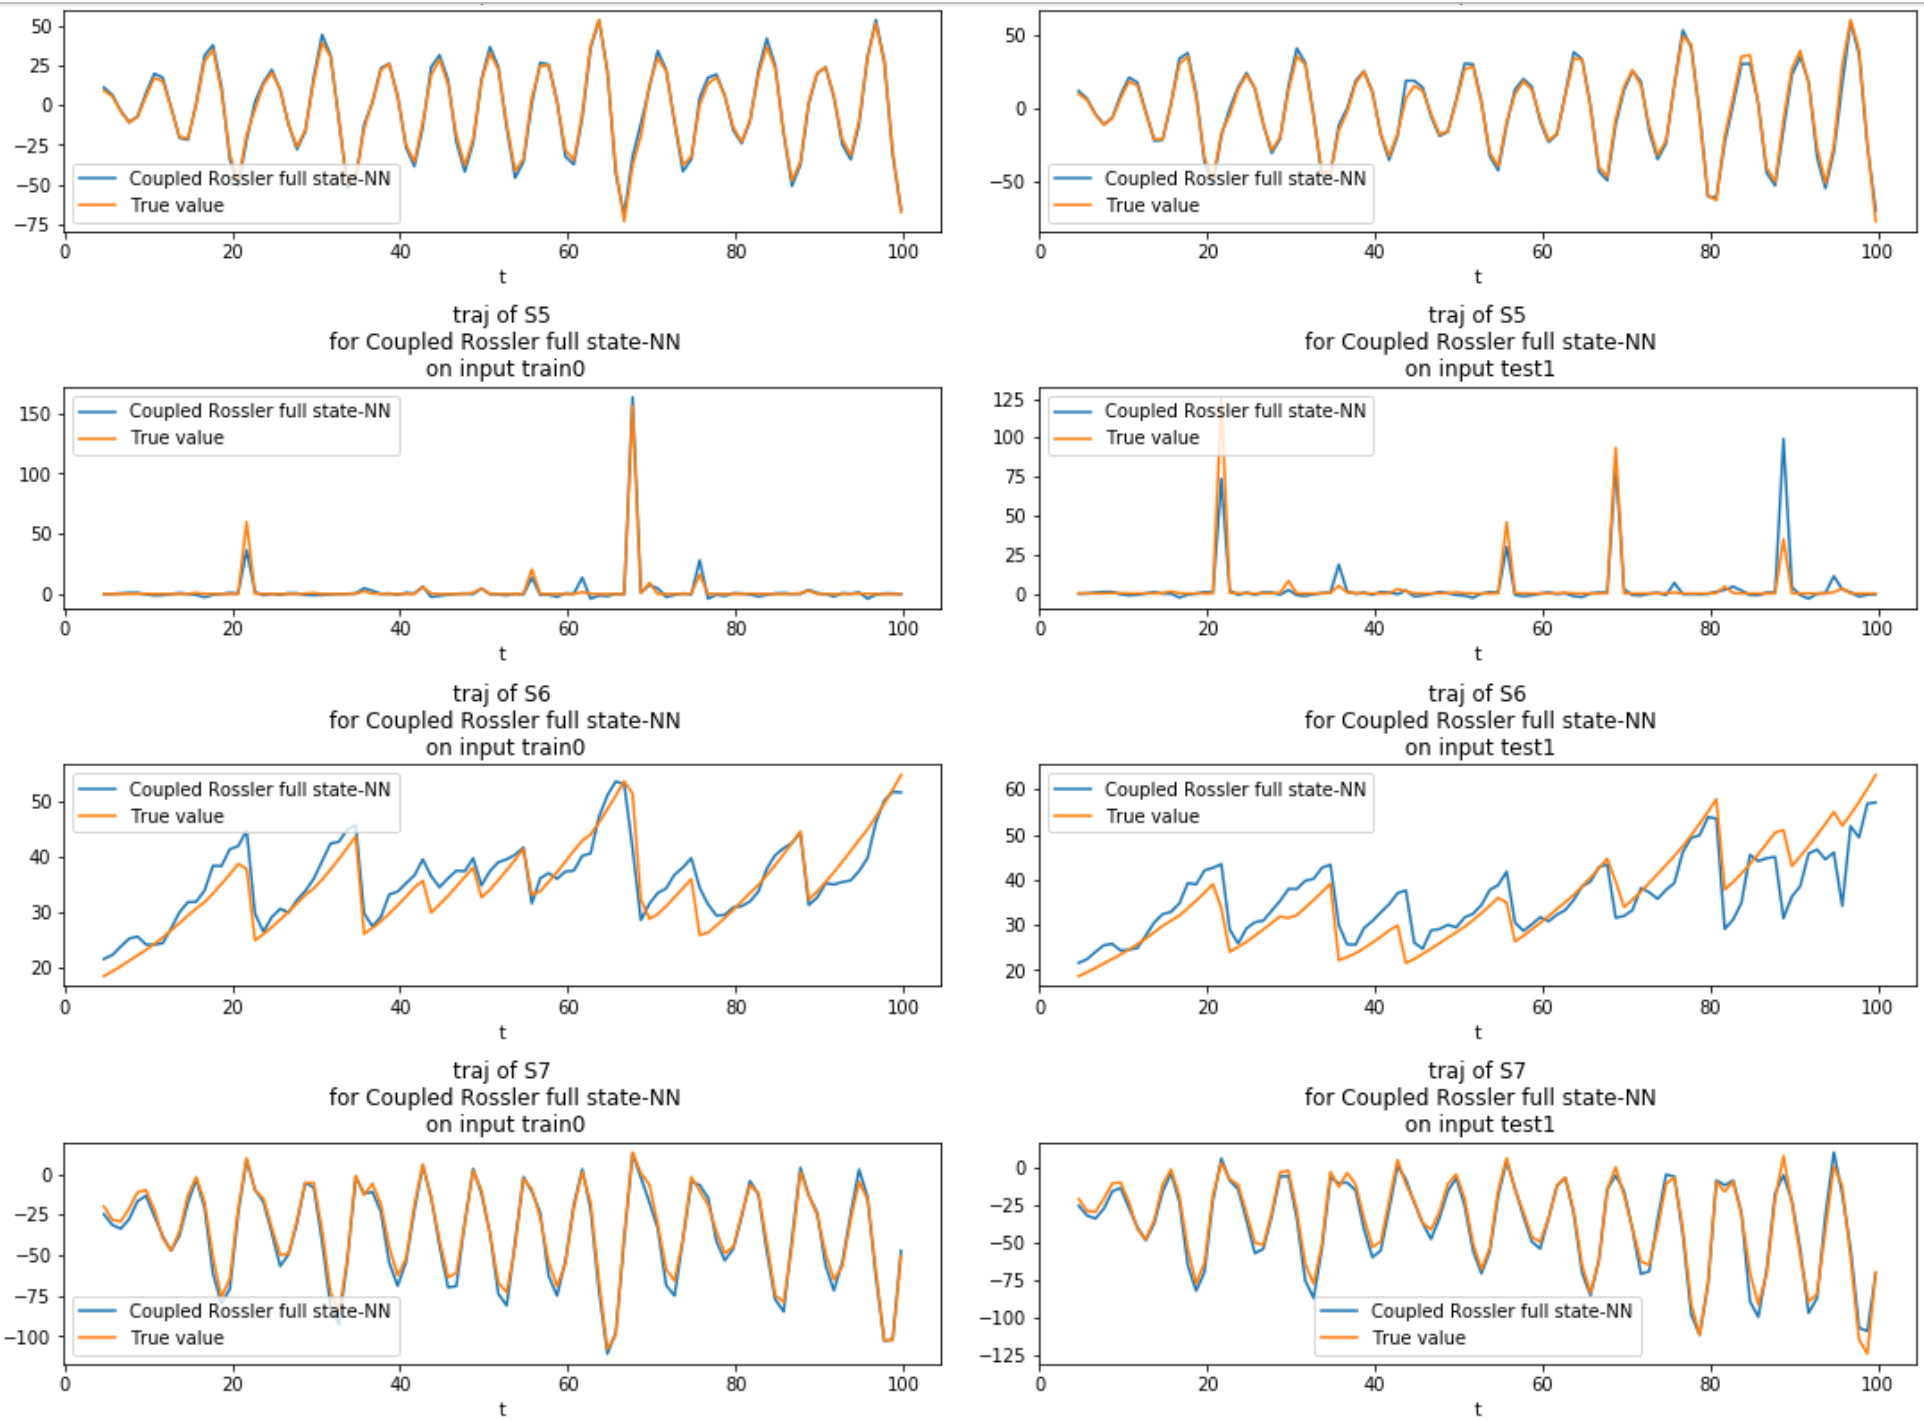 50
25
0
−25
−50
−75
Coupled Rossler full state-NN
True value
0 20 40 60 80 100
t
50
0
−50
Coupled Rossler full state-NN
True value
0 20 40 60 80 100
t
traj of S5
for Coupled Rossler full state-NN
on input train0
150
100
50
0
Coupled Rossler full state-NN
True value
0 20 40 60 80 100
t
traj of S5
for Coupled Rossler full state-NN
on input test1
125
100
75
50
25
0
Coupled Rossler full state-NN
True value
0 20 40 60 80 100
t
traj of S6
for Coupled Rossler full state-NN
on input train0
50
40
30
20
Coupled Rossler full state-NN
True value
0 20 40 60 80 100
t
traj of S6
for Coupled Rossler full state-NN
on input test1
60
50
40
30
20
Coupled Rossler full state-NN
True value
0 20 40 60 80 100
t
traj of S7
for Coupled Rossler full state-NN
on input train0
0
−25
−50
−75
−100
Coupled Rossler full state-NN
True value
0 20 40 60 80 100
t
traj of S7
for Coupled Rossler full state-NN
on input test1
0
−25
−50
−75
−100
−125
Coupled Rossler full state-NN
True value
0 20 40 60 80 100
t